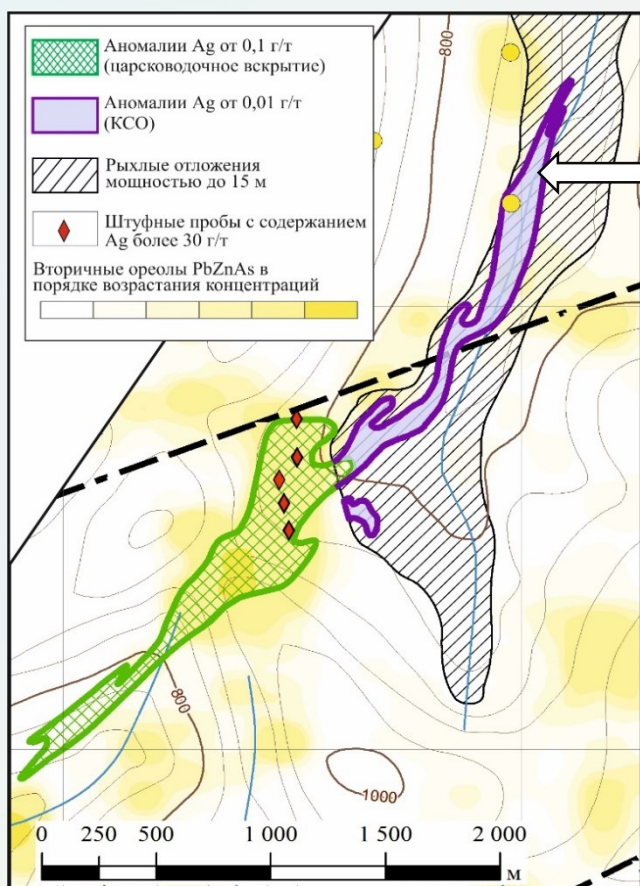 Аномалии Ag от 0,1 г/т
(царсководочное вскрытие)
Аномалии Ag от 0,01 г/т
(КСО)
Рыхлые отложения
мощностью до 15 м
Штуфные пробы с содержанием
Ag более 30 г/т
Вторичные ореолы PbZnAs в
порядке возрастания концентраций
800
800
1000
0 250 500 1 000 1 500 2 000
м